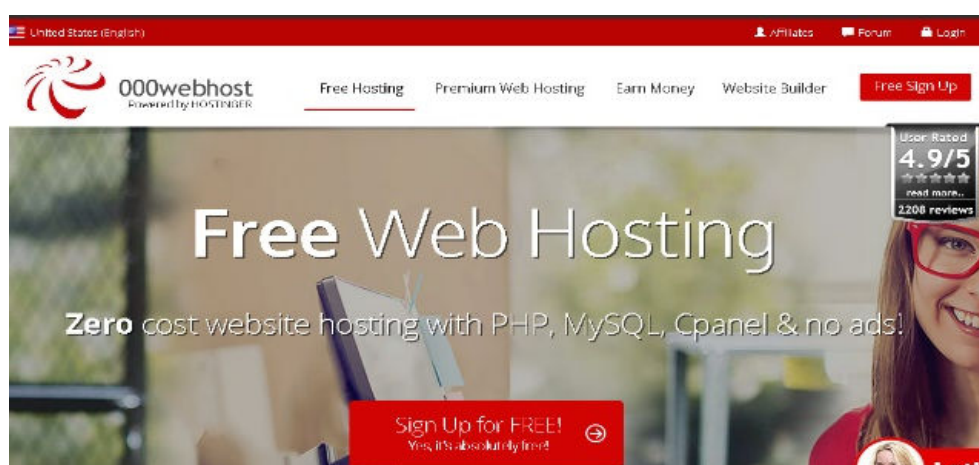 United States (English)
Affiliates
Forum
Login
000webhost
Powered by HOSTINGER
Free Hosting
Premium Web Hosting
Earn Money
Website Builder
Free Sign Up
User Rated
4.9/5
read more..
2208 reviews
Free Web Hosting
Zero cost website hosting with PHP, MySQL, Cpanel & no ads!
Sign Up for FREE!
Yes, it's absolutely free!